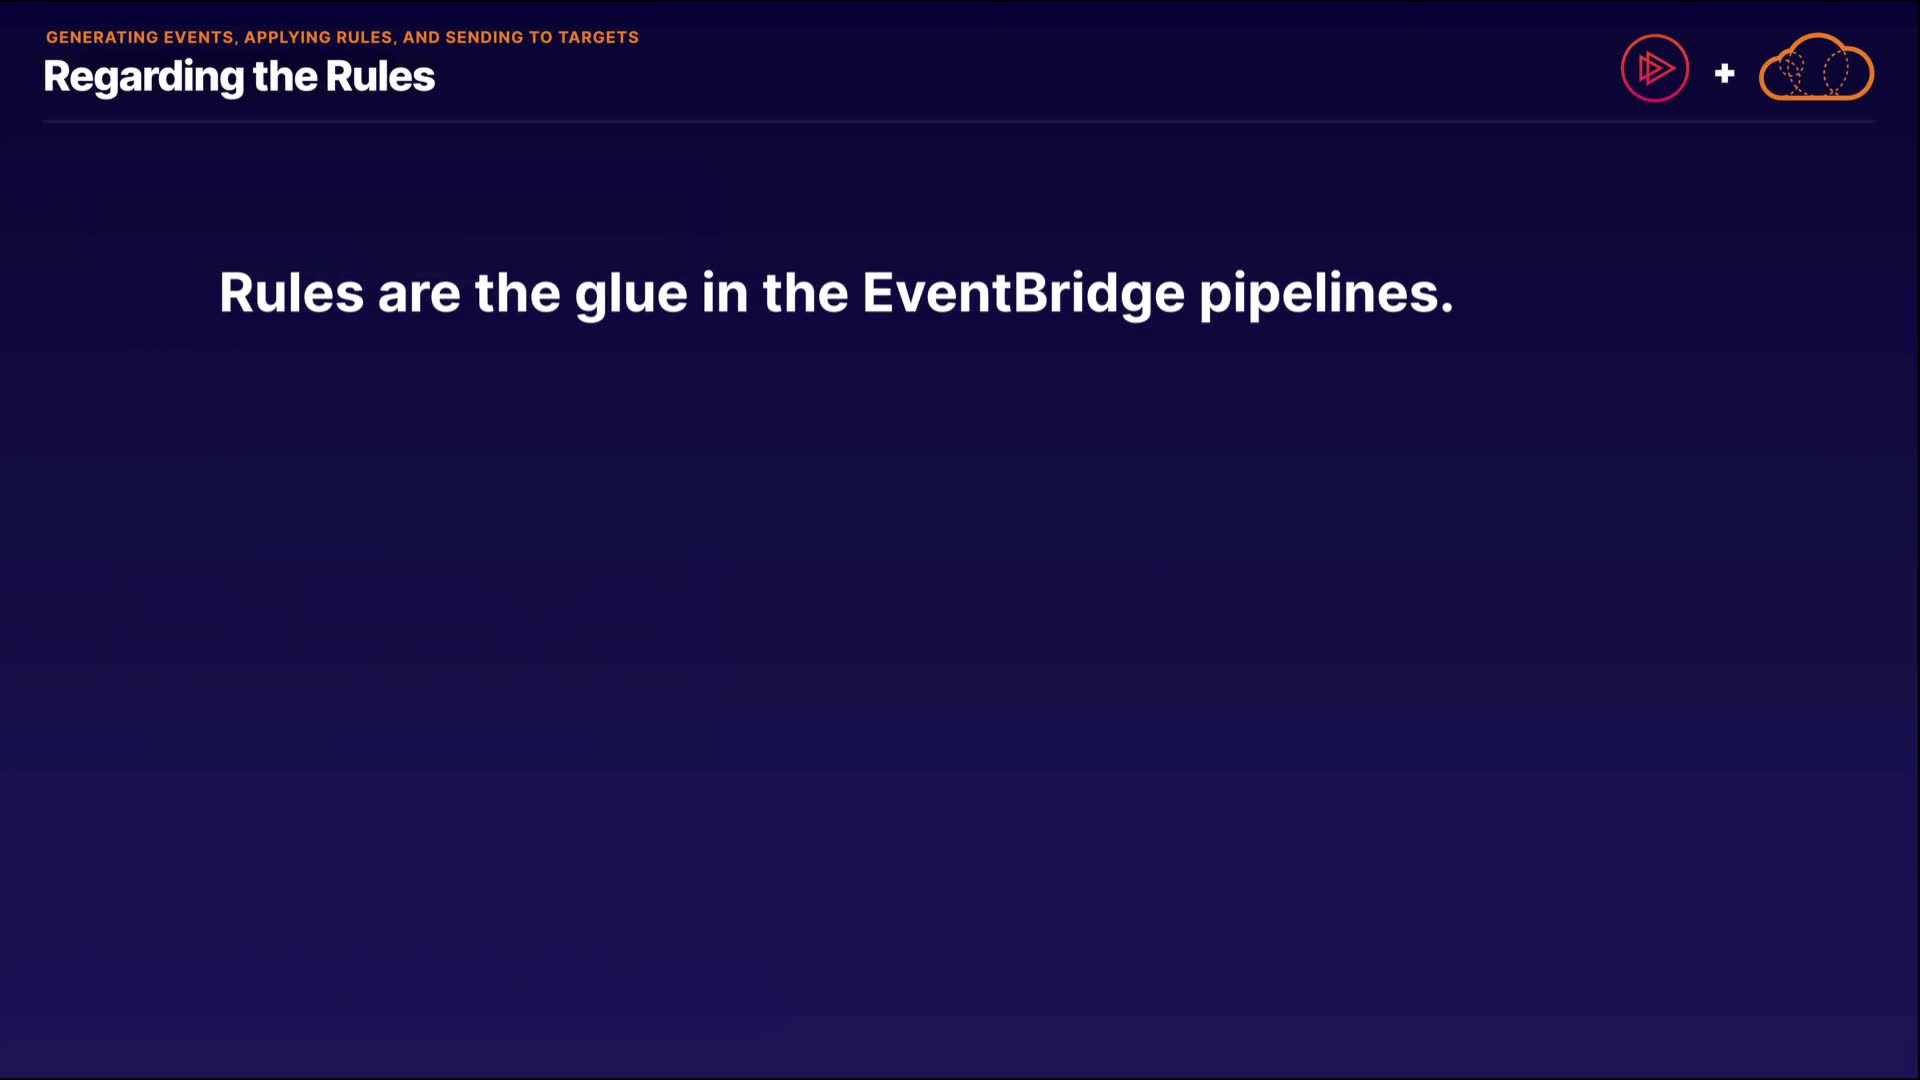 GENERATING EVENTS, APPLYING RULES, AND SENDING TO TARGETS
Regarding the Rules
+
Rules are the glue in the EventBridge pipelines.